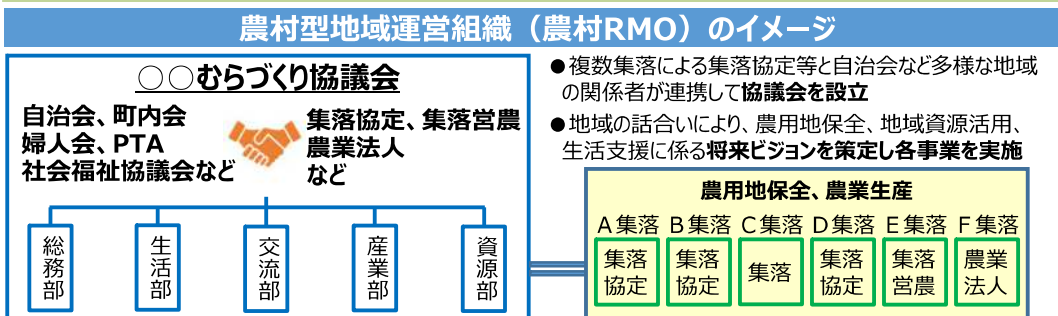 農村型地域運営組織（農村RMO）のイメージ
○○むらづくり協議会
自治会、町内会
婦人会、PTA
社会福祉協議会など
集落協定、集落営農
農業法人
など
総務部
生活部
交流部
産業部
資源部
●複数集落による集落協定等と自治会など多様な地域
の関係者が連携して協議会を設立
●地域の話合いにより、農用地保全、地域資源活用、
生活支援に係る将来ビジョンを策定し各事業を実施
農用地保全、農業生産
A集落 B集落 C集落 D集落 E集落 F集落
集落協定
集落協定
集落
集落協定
集落営農
農業法人